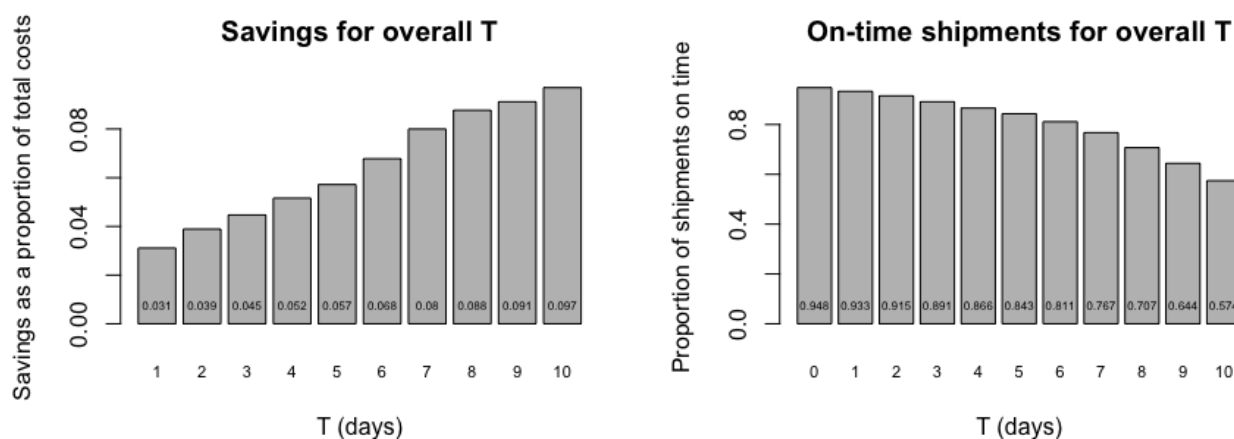 Savings for overall T
Savings as a proportion of total costs
0.08
0.04
0.00
0.031 0.039 0.045 0.052 0.057 0.068 0.08 0.088 0.091 0.097
1 2 3 4 5 6 7 8 9 10
T (days)
On-time shipments for overall T
Proportion of shipments on time
0.8
0.4
0.0
0.948 0.933 0.915 0.891 0.866 0.843 0.811 0.767 0.707 0.644 0.574
0 1 2 3 4 5 6 7 8 9 10
T (days)